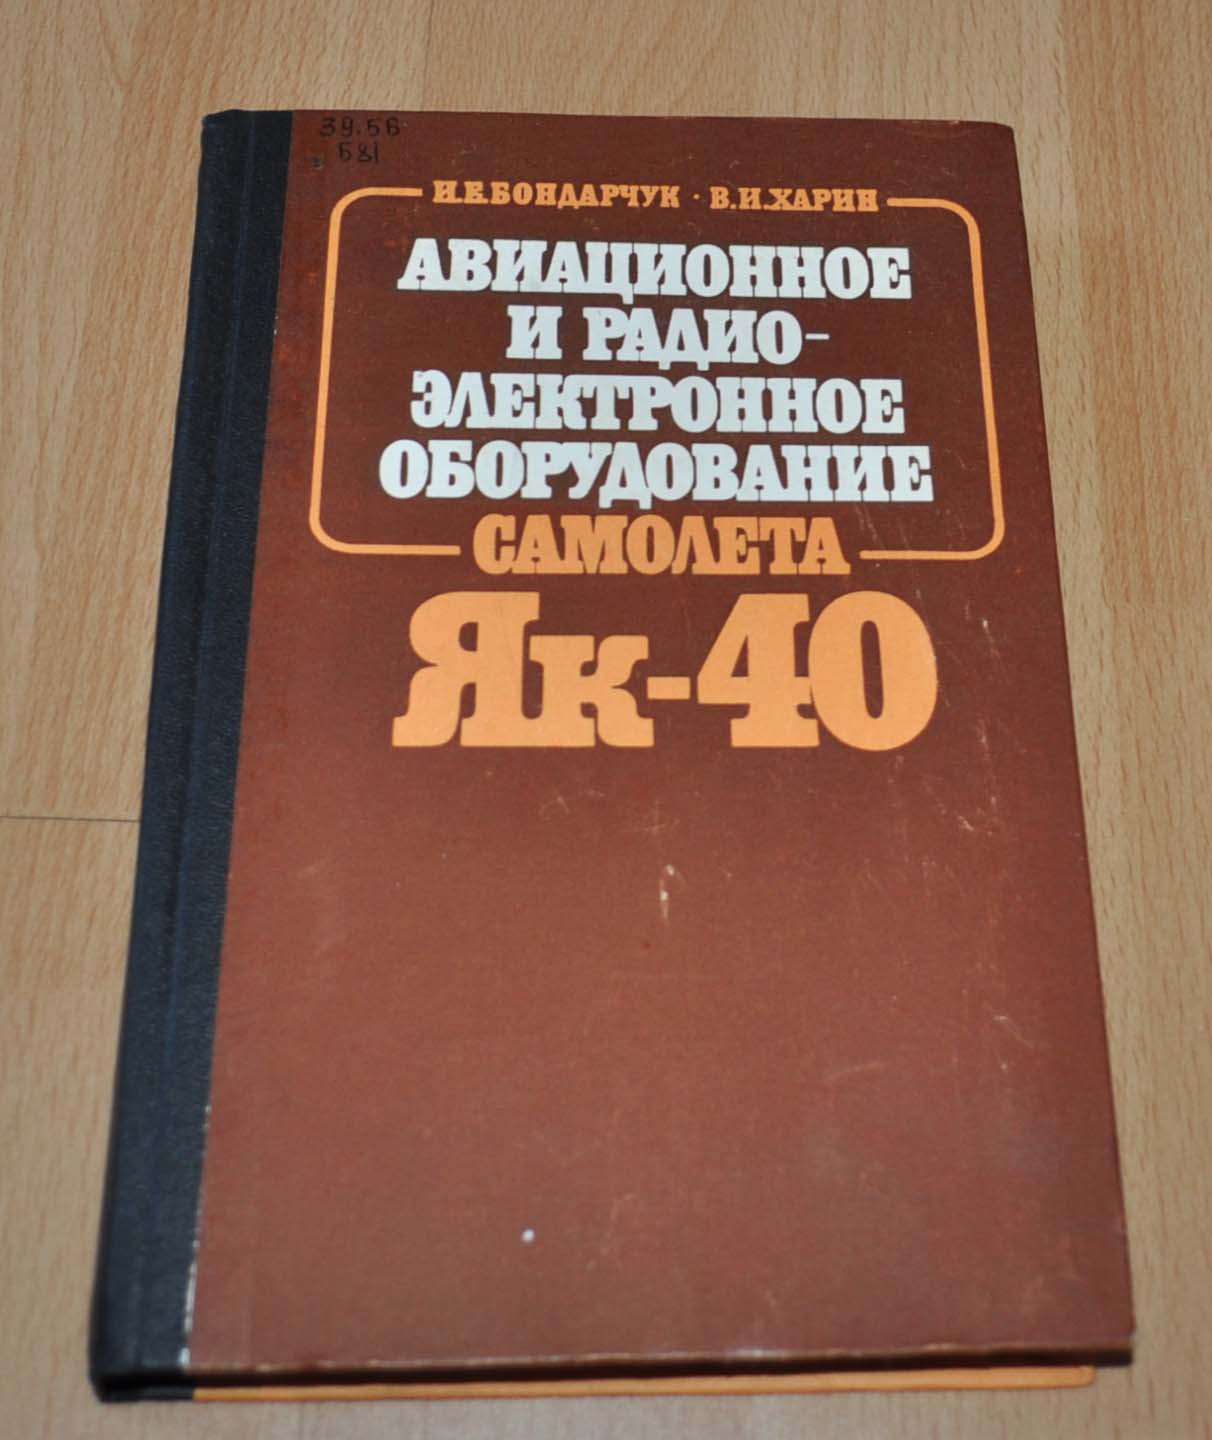 39.56
Б81
И.Е.БОНДАРЧУК · В.И.ХАРИН
АВИАЦИОННОЕ
И РАДИО-
ЭЛЕКТРОННОЕ
ОБОРУДОВАНИЕ
САМОЛЕТА
Як-40